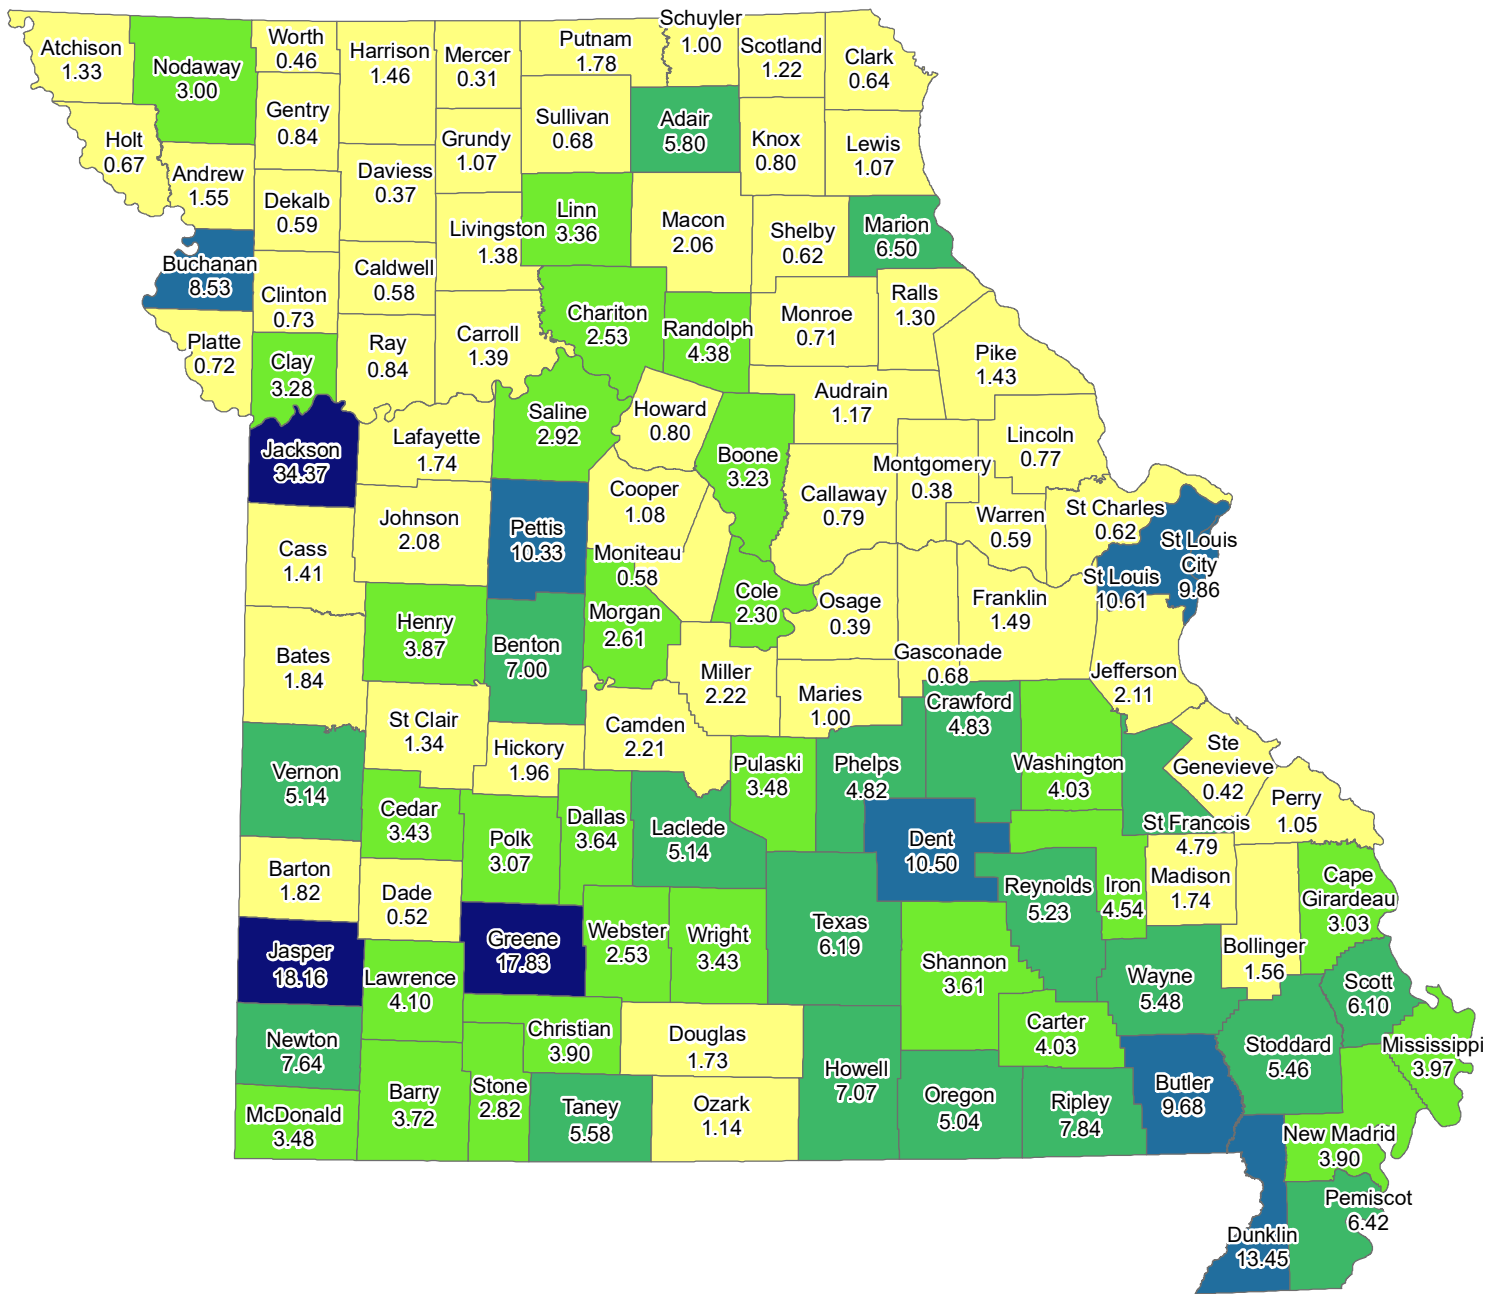 Schuyler
1.00
Atchison
1.33
Nodaway
3.00
Worth
0.46
Harrison
1.46
Mercer
0.31
Putnam
1.78
Scotland
1.22
Clark
0.64
Holt
0.67
Gentry
0.84
Grundy
1.07
Sullivan
0.68
Adair
5.80
Knox
0.80
Lewis
1.07
Andrew
1.55
Dekalb
0.59
Daviess
0.37
Livingston
1.38
Linn
3.36
Macon
2.06
Shelby
0.62
Marion
6.50
Buchanan
8.53
Clinton
0.73
Caldwell
0.58
Chariton
2.53
Randolph
4.38
Monroe
0.71
Ralls
1.30
Platte
0.72
Clay
3.28
Ray
0.84
Carroll
1.39
Pike
1.43
Audrain
1.17
Saline
2.92
Howard
0.80
Jackson
34.37
Lafayette
1.74
Boone
3.23
Montgomery
0.38
Lincoln
0.77
Cooper
1.08
Callaway
0.79
Johnson
2.08
Pettis
10.33
Warren
0.59
St Charles
0.62
St Louis
City
9.86
Cass
1.41
Moniteau
0.58
Cole
2.30
St Louis
10.61
Osage
0.39
Franklin
1.49
Henry
3.87
Morgan
2.61
Benton
7.00
Bates
1.84
Gasconade
0.68
Miller
2.22
Maries
1.00
Jefferson
2.11
St Clair
1.34
Hickory
1.96
Camden
2.21
Crawford
4.83
Vernon
5.14
Pulaski
3.48
Phelps
4.82
Washington
4.03
Ste
Genevieve
0.42
Perry
1.05
Cedar
3.43
Polk
3.07
Dallas
3.64
Laclede
5.14
Dent
10.50
St Francois
4.79
Barton
1.82
Dade
0.52
Reynolds
5.23
Iron
4.54
Madison
1.74
Cape
Girardeau
3.03
Jasper
18.16
Greene
17.83
Webster
2.53
Wright
3.43
Texas
6.19
Shannon
3.61
Bollinger
1.56
Lawrence
4.10
Wayne
5.48
Scott
6.10
Newton
7.64
Christian
3.90
Douglas
1.73
Carter
4.03
Stoddard
5.46
Mississippi
3.97
McDonald
3.48
Barry
3.72
Stone
2.82
Taney
5.58
Ozark
1.14
Howell
7.07
Oregon
5.04
Ripley
7.84
Butler
9.68
New Madrid
3.90
Pemiscot
6.42
Dunklin
13.45